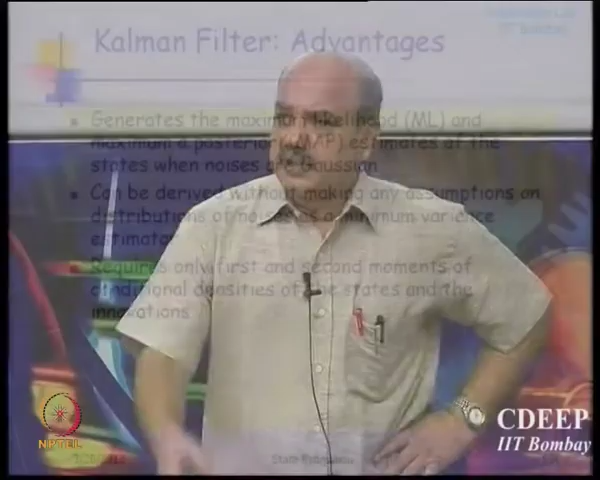 Kalman Filter: Advantages
Generates the maximum likelihood (ML) and
maximum a posteriori (MAP) estimates of the
states when noises are Gaussian
Can be derived without making any assumptions on
distributions of noises as a minimum variance
estimator
Requires only first and second moments of
conditional densities of the states and the
innovations
State Estimation
NPTEL
CDEEP
IIT Bombay